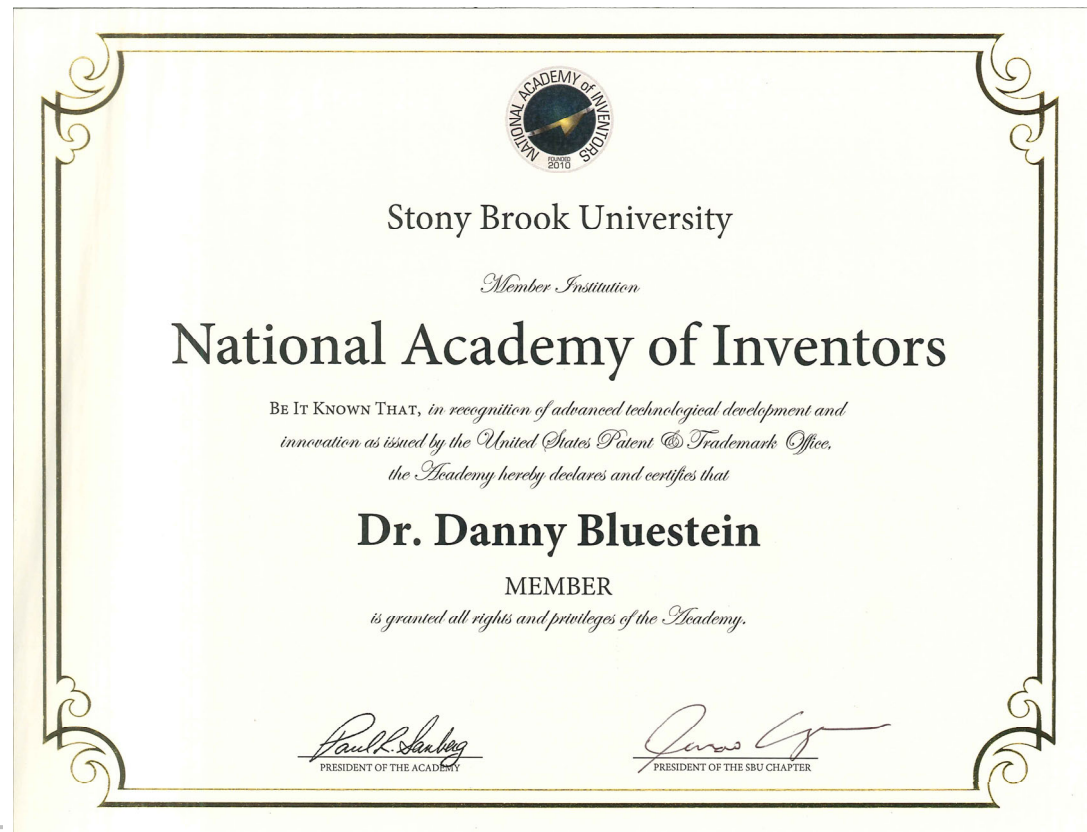 NATIONAL ACADEMY of INVENTORS
FOUNDED
2010
Stony Brook University
Member Institution
National Academy of Inventors
BE IT KNOWN THAT, in recognition of advanced technological development and
innovation as issued by the United States Patent & Trademark Office,
the Academy hereby declares and certifies that
Dr. Danny Bluestein
MEMBER
is granted all rights and privileges of the Academy.
Paul R. Sanberg
PRESIDENT OF THE ACADEMY
PRESIDENT OF THE SBU CHAPTER